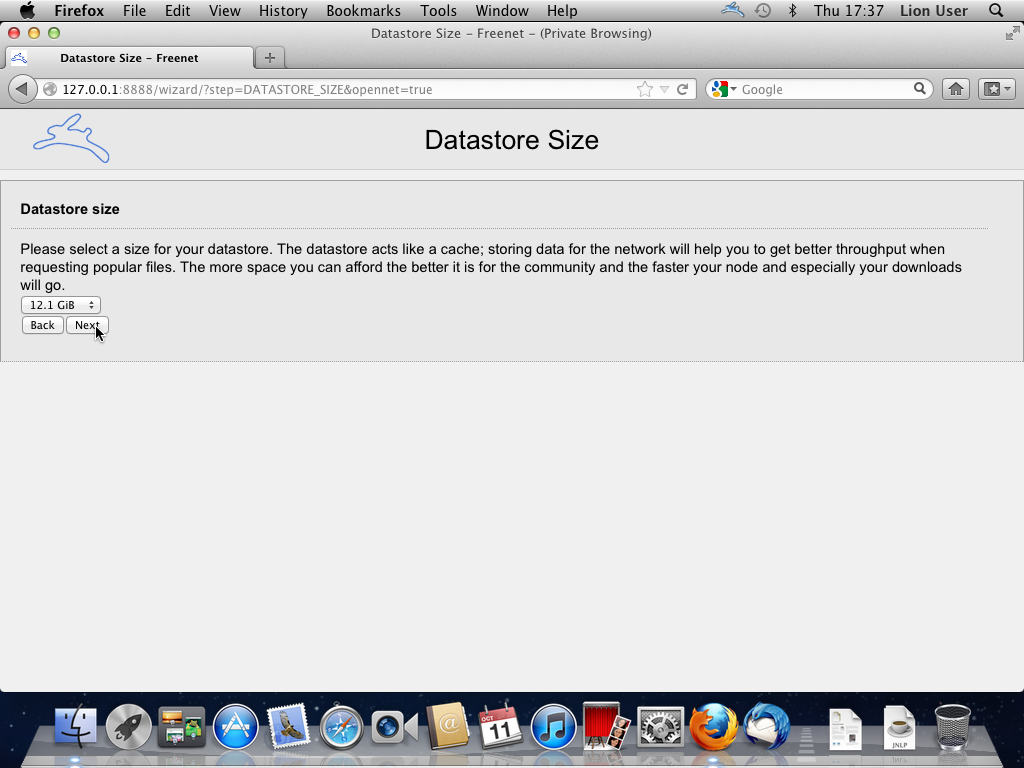 Firefox File Edit View History Bookmarks Tools Window Help Thu 17:37 Lion User
Datastore Size – Freenet – (Private Browsing)
Datastore Size – Freenet
127.0.0.1:8888/wizard/?step=DATASTORE_SIZE&opennet=true Google
Datastore Size
Datastore size
Please select a size for your datastore. The datastore acts like a cache; storing data for the network will help you to get better throughput when
requesting popular files. The more space you can afford the better it is for the community and the faster your node and especially your downloads
will go.
12.1 GiB
Back Next
OCT
11
JNLP